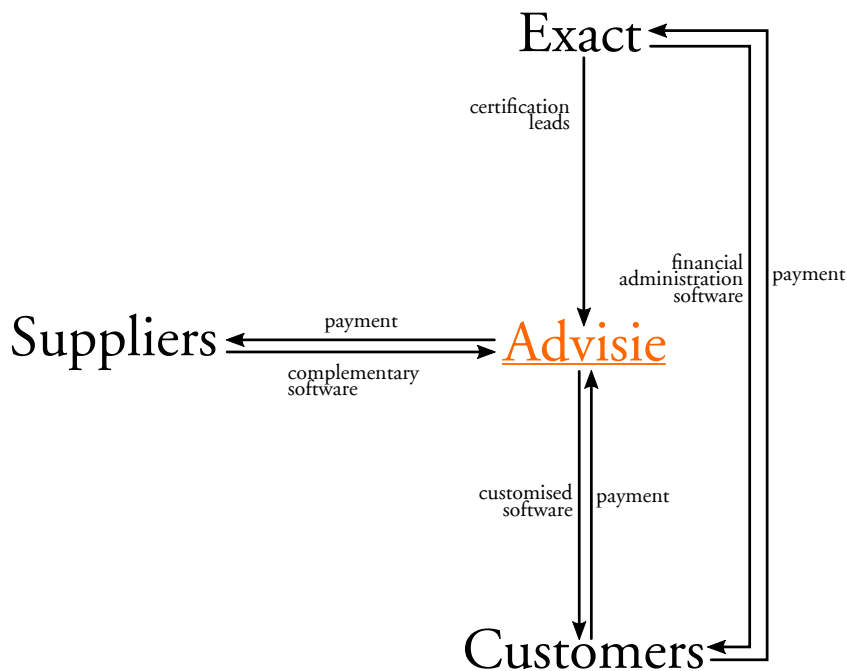 Exact
certification
leads
financial
administration
software
payment
Suppliers
payment
complementary
software
Advisie
customised
software
payment
Customers